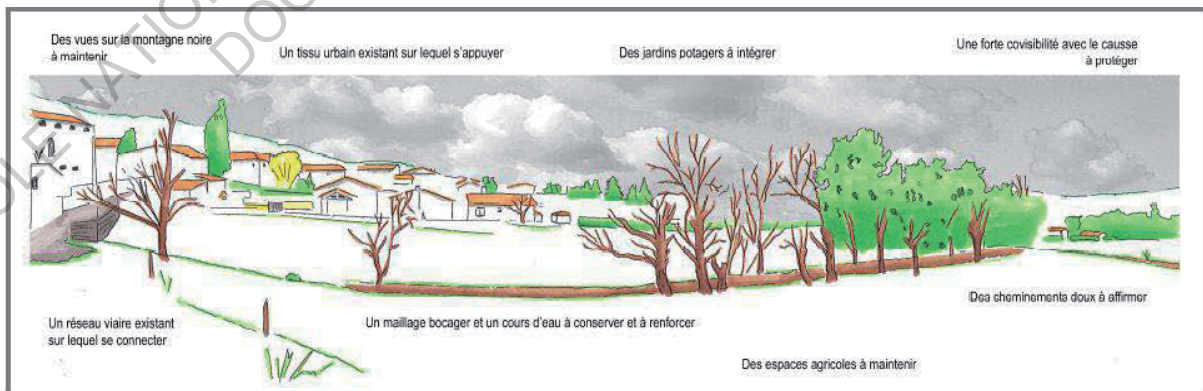 Des vues sur la montagne noire
à maintenir
Un tissu urbain existant sur lequel s'appuyer
Des jardins potagers à intégrer
Une forte covisibilité avec le causse
à protéger
Des cheminements doux à affirmer
Un réseau viaire existant
sur lequel se connecter
Un maillage bocager et un cours d'eau à conserver et à renforcer
Des espaces agricoles à maintenir